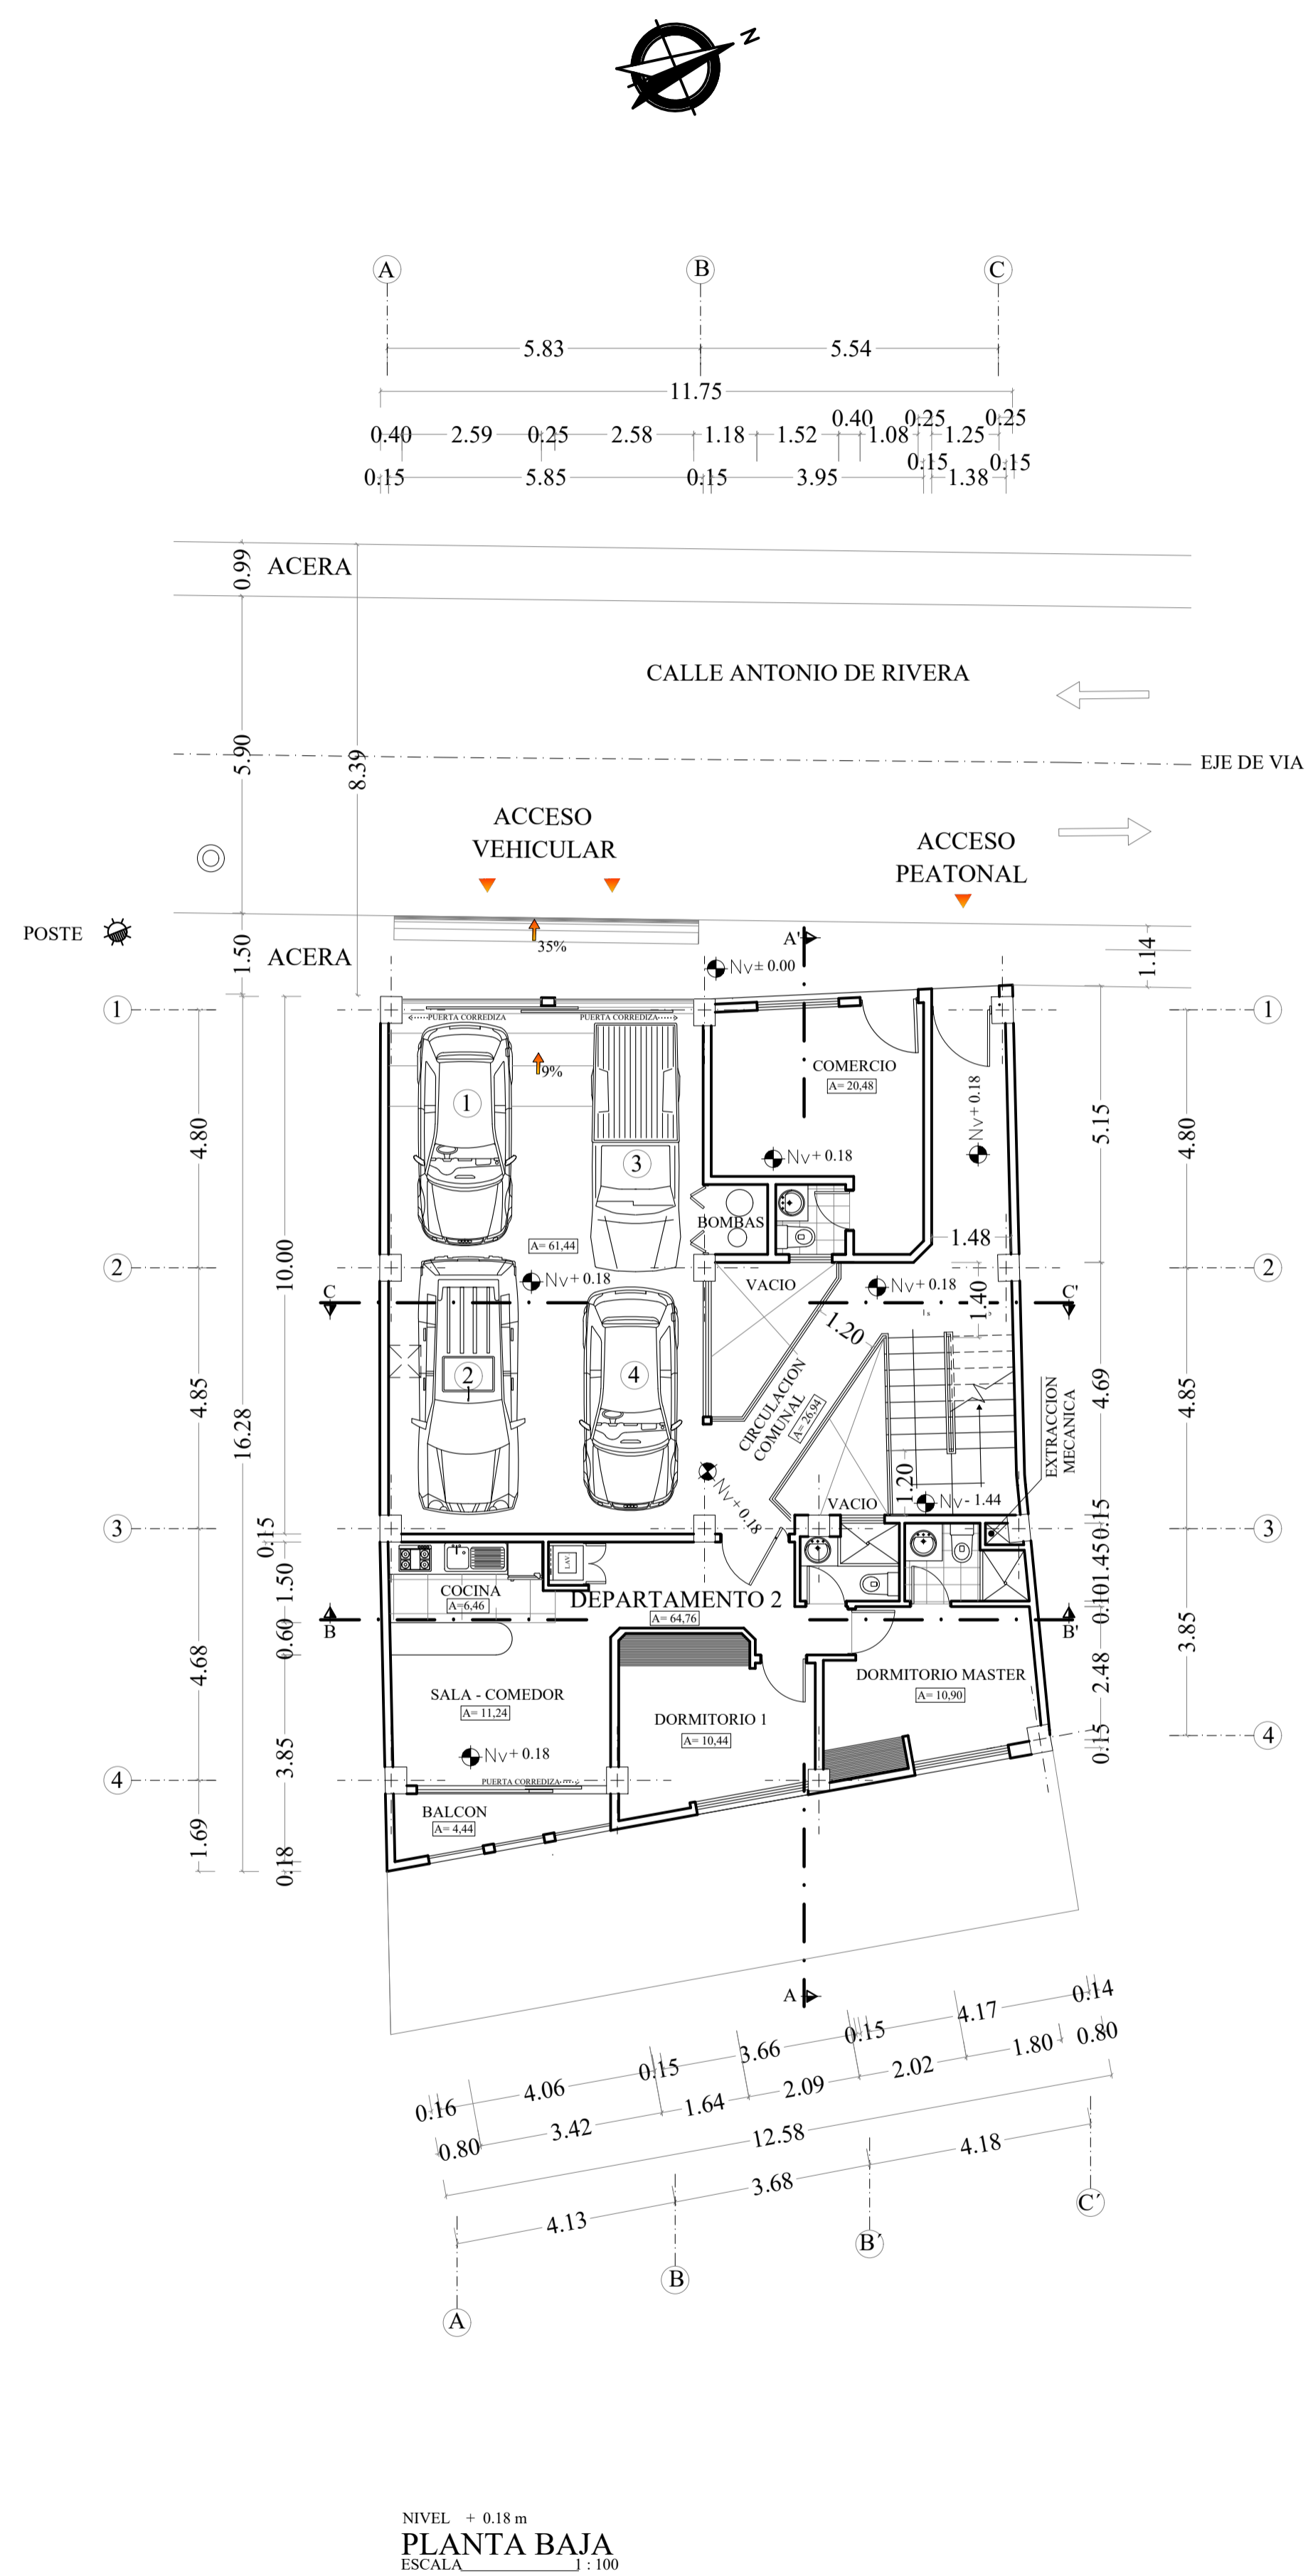 N
A
B
C
5.83
5.54
11.75
0.40
0.25
0.25
0.40
2.59
0.25
2.58
1.18
1.52
1.08
1.25
0.15
0.15
0.15
5.85
0.15
3.95
1.38
0.99
ACERA
CALLE ANTONIO DE RIVERA
5.90
8.39
EJE DE VIA
ACCESO
VEHICULAR
ACCESO
PEATONAL
POSTE
1.50
ACERA
35%
A'
Nv± 0.00
1.14
1
1
PUERTA CORREDIZA
PUERTA CORREDIZA
9%
COMERCIO
A= 20,48
1
3
4.80
Nv+ 0.18
Nv+ 0.18
5.15
4.80
BOMBAS
A= 61,44
1.48
10.00
2
2
Nv+ 0.18
VACIO
Nv+ 0.18
C
C'
1.40
1.20
2
4
4.85
16.28
CIRCULACION
COMUNAL
A= 26,94
4.69
4.85
EXTRACCION
MECANICA
1.20
Nv+ 0.18
VACIO
Nv- 1.44
3
3
0.15
0.15
LAV
COCINA
A=6,46
DEPARTAMENTO 2
A= 64,76
1.50
1.45
0.10
B
B'
0.60
4.68
3.85
2.48
SALA - COMEDOR
A= 11,24
DORMITORIO 1
A= 10,44
DORMITORIO MASTER
A= 10,90
Nv+ 0.18
3.85
0.15
4
4
PUERTA CORREDIZA
BALCON
A= 4,44
1.69
0.18
A
0.14
4.17
0.15
3.66
0.15
4.06
0.16
0.80
1.80
2.02
2.09
1.64
3.42
0.80
12.58
4.18
3.68
4.13
C´
B´
B
A
NIVEL + 0.18 m
PLANTA BAJA
ESCALA 1 : 100